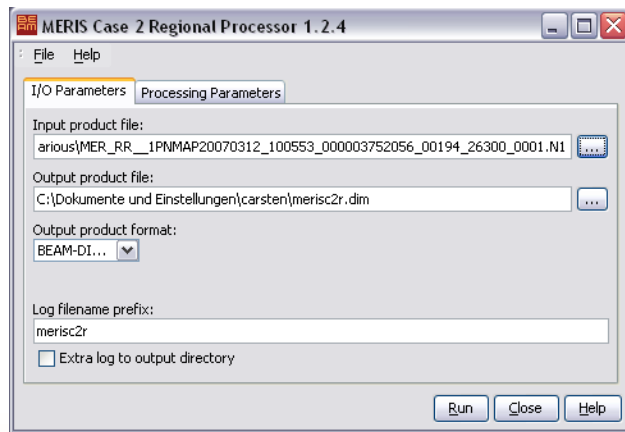 MERIS Case 2 Regional Processor 1.2.4
File Help
I/O Parameters Processing Parameters
Input product file:
arious\MER_RR__1PNMAP20070312_100553_000003752056_00194_26300_0001.N1 ...
Output product file:
C:\Dokumente und Einstellungen\carsten\merisc2r.dim ...
Output product format:
BEAM-DI...
Log filename prefix:
merisc2r
Extra log to output directory
Run Close Help